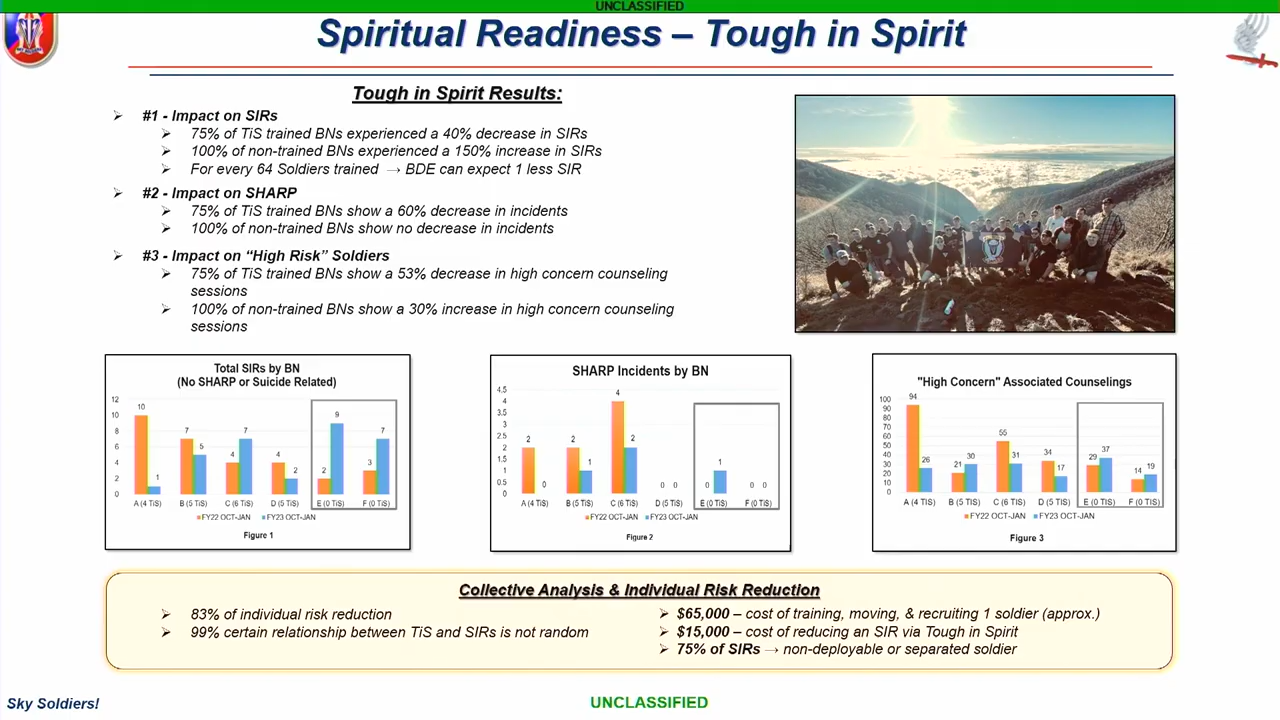 UNCLASSIFIED
Spiritual Readiness – Tough in Spirit
Tough in Spirit Results:
#1 - Impact on SIRs
75% of TiS trained BNs experienced a 40% decrease in SIRs
100% of non-trained BNs experienced a 150% increase in SIRs
For every 64 Soldiers trained → BDE can expect 1 less SIR
#2 - Impact on SHARP
75% of TiS trained BNs show a 60% decrease in incidents
100% of non-trained BNs show no decrease in incidents
#3 - Impact on “High Risk” Soldiers
75% of TiS trained BNs show a 53% decrease in high concern counseling
sessions
100% of non-trained BNs show a 30% increase in high concern counseling
sessions
Total SIRs by BN
(No SHARP or Suicide Related)
12
10
8
6
4
2
0
10 1 7 5 4 7 4 2 2 9 3 7
A (4 TiS) B (5 TiS) C (6 TiS) D (5 TiS) E (0 TiS) F (0 TiS)
FY22 OCT-JAN FY23 OCT-JAN
Figure 1
SHARP Incidents by BN
4.5
4
3.5
3
2.5
2
1.5
1
0.5
0
2 0 2 1 4 2 0 0 0 1 0 0
A (4 TiS) B (5 TiS) C (6 TiS) D (5 TiS) E (0 TiS) F (0 TiS)
FY22 OCT-JAN FY23 OCT-JAN
Figure 2
"High Concern" Associated Counselings
100
90
80
70
60
50
40
30
20
10
0
94 26 21 30 55 31 34 17 29 37 14 19
A (4 TiS) B (5 TiS) C (6 TiS) D (5 TiS) E (0 TIS) F (0 TIS)
FY22 OCT-JAN FY23 OCT-JAN
Figure 3
Collective Analysis & Individual Risk Reduction
83% of individual risk reduction
99% certain relationship between TiS and SIRs is not random
$65,000 – cost of training, moving, & recruiting 1 soldier (approx.)
$15,000 – cost of reducing an SIR via Tough in Spirit
75% of SIRs → non-deployable or separated soldier
Sky Soldiers!
UNCLASSIFIED